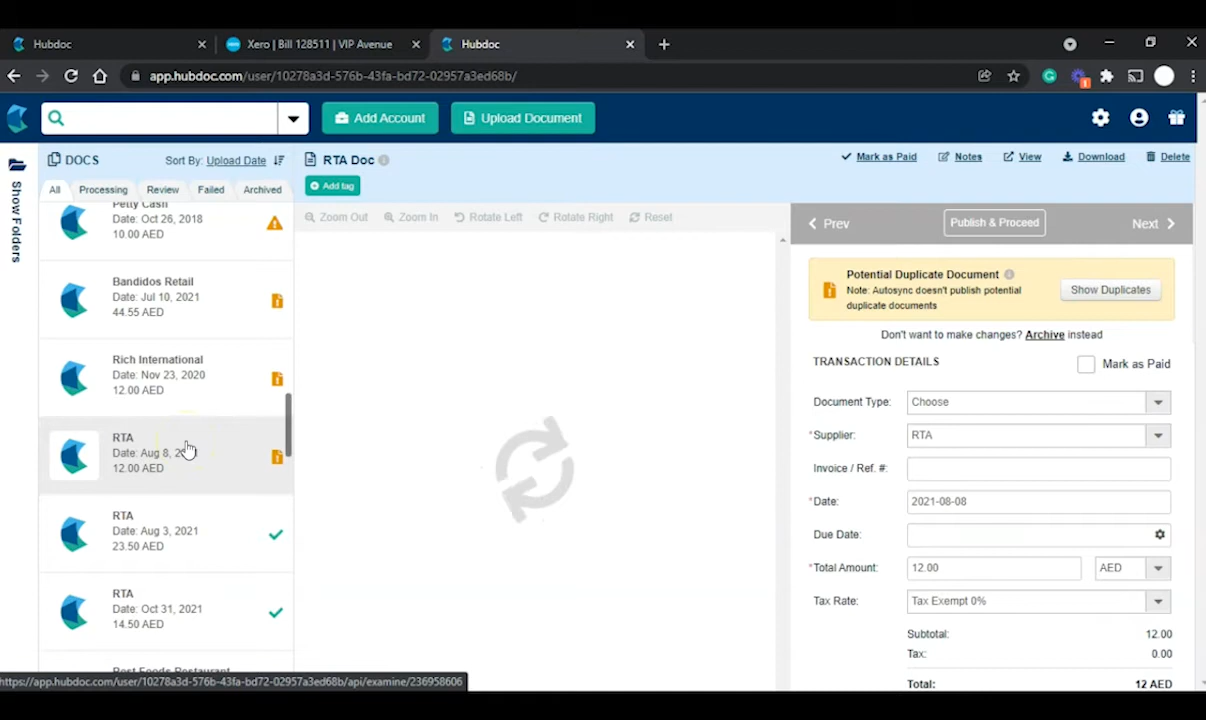 Hubdoc
Xero | Bill 128511 | VIP Avenue
Hubdoc
app.hubdoc.com/user/10278a3d-576b-43fa-bd72-02957a3ed68b/
1
Add Account
Upload Document
Show Folders
DOCS
Sort By: Upload Date
All
Processing
Review
Failed
Archived
Petty Cash
Date: Oct 26, 2018
10.00 AED
Bandidos Retail
Date: Jul 10, 2021
44.55 AED
Rich International
Date: Nov 23, 2020
12.00 AED
RTA
Date: Aug 8, 2021
12.00 AED
RTA
Date: Aug 3, 2021
23.50 AED
RTA
Date: Oct 31, 2021
14.50 AED
Best Foods Restaurant
https://app.hubdoc.com/user/10278a3d-576b-43fa-bd72-02957a3ed68b/api/examine/236958606
RTA Doc
Add tag
Mark as Paid
Notes
View
Download
Delete
Zoom Out
Zoom In
Rotate Left
Rotate Right
Reset
Prev
Publish & Proceed
Next
Potential Duplicate Document
Note: Autosync doesn't publish potential
duplicate documents
Show Duplicates
Don't want to make changes? Archive instead
TRANSACTION DETAILS
Mark as Paid
Document Type: Choose
*Supplier: RTA
Invoice / Ref. #:
*Date: 2021-08-08
Due Date:
*Total Amount: 12.00 AED
Tax Rate: Tax Exempt 0%
Subtotal: 12.00
Tax: 0.00
Total: 12 AED